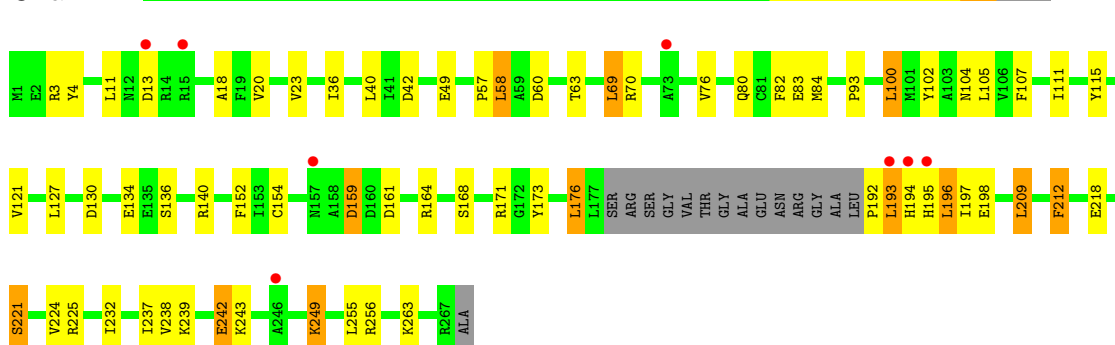 M1 E2 R3 Y4 L11 N12 D13 R14 R15 A18 F19 V20 V23 I36 L40 I41 D42 E49 P57 L58 A59 D60 T63 L69 R70 A73 V76 Q80 C81 F82 E83 M84 P93 L100 M101 Y102 A103 N104 L105 V106 F107 I111 Y115
V121 L127 D130 E134 E135 S136 R140 F152 I153 C154 N157 A158 D159 D160 D161 R164 S168 R171 G172 Y173 L176 L177 SER ARG SER GLY VAL THR GLY ALA GLU ASN ARG GLY ALA LEU P192 L193 H194 H195 L196 I197 E198 L209 F212 E218
S221 V224 R225 I232 I237 V238 K239 E242 K243 A246 K249 L255 R256 K263 R267 ALA